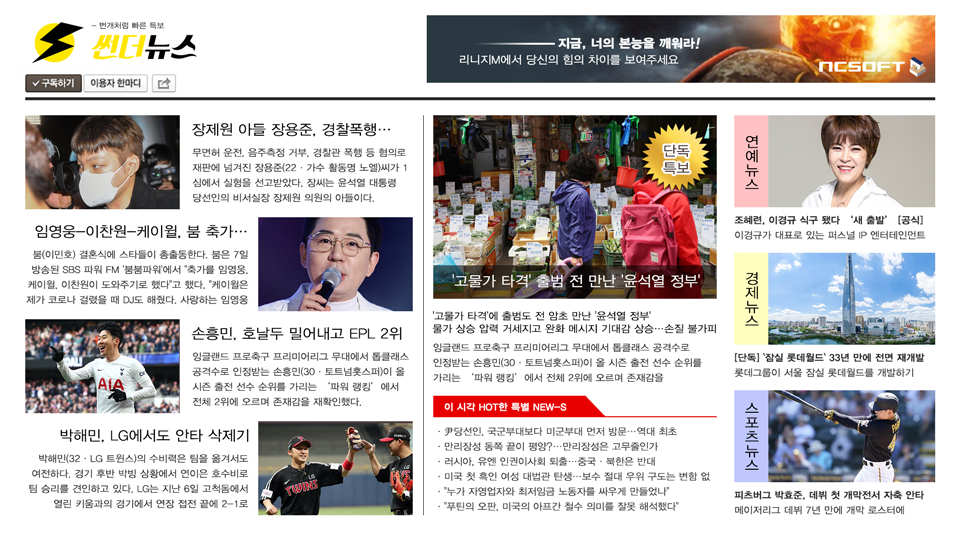 - 번개처럼 빠른 특보
썬더뉴스
구독하기
이용자 한마디
지금, 너의 본능을 깨워라!
리니지M에서 당신의 힘의 차이를 보여주세요
NCSOFT
장제원 아들 장용준, 경찰폭행…
무면허 운전, 음주측정 거부, 경찰관 폭행 등 혐의로
재판에 넘겨진 장용준(22 · 가수 활동명 노엘)씨가 1
심에서 실형을 선고받았다. 장씨는 윤석열 대통령
당선인의 비서실장 장제원 의원의 아들이다.
임영웅-이찬원-케이윌, 붐 축가…
붐(이민호) 결혼식에 스타들이 총출동한다. 붐은 7일
방송된 SBS 파워 FM '붐붐파워'에서 "축가를 임영웅,
케이윌, 이찬원이 도와주기로 했다"고 했다. "케이윌은
제가 코로나 걸렸을 때 DJ도 해줬다. 사랑하는 임영웅
손흥민, 호날두 밀어내고 EPL 2위
잉글랜드 프로축구 프리미어리그 무대에서 톱클래스
공격수로 인정받는 손흥민(30 · 토트넘홋스퍼)이 올
시즌 출전 선수 순위를 가리는 ‘파워 랭킹’에서
전체 2위에 오르며 존재감을 재확인했다.
AIA
박해민, LG에서도 안타 삭제기
박해민(32 · LG 트윈스)의 수비력은 팀을 옮겨서도
여전하다. 경기 후반 박빙 상황에서 연이은 호수비로
팀 승리를 견인하고 있다. LG는 지난 6일 고척돔에서
열린 키움과의 경기에서 연장 접전 끝에 2-1로
TWINS
단독
특보
'고물가 타격' 출범 전 만난 '윤석열 정부'
'고물가 타격'에 출범도 전 암초 만난 '윤석열 정부'
물가 상승 압력 거세지고 완화 메시지 기대감 상승…손질 불가피
잉글랜드 프로축구 프리미어리그 무대에서 톱클래스 공격수로
인정받는 손흥민(30 · 토트넘홋스퍼)이 올 시즌 출전 선수 순위를
가리는 ‘파워 랭킹’에서 전체 2위에 오르며 존재감을
이 시각 HOT한 특별 NEW-S
· 尹당선인, 국군부대보다 미군부대 먼저 방문…역대 최초
· 만리장성 동쪽 끝이 평양?…만리장성은 고무줄인가
· 러시아, 유엔 인권이사회 퇴출…중국 · 북한은 반대
· 미국 첫 흑인 여성 대법관 탄생…보수 절대 우위 구도는 변함 없
· "누가 자영업자와 최저임금 노동자를 싸우게 만들었나"
· "푸틴의 오판, 미국의 아프간 철수 의미를 잘못 해석했다"
연예뉴스
조혜련, 이경규 식구 됐다 ‘새 출발’ [공식]
이경규가 대표로 있는 퍼스널 IP 엔터테인먼트
경제뉴스
[단독] '잠실 롯데월드' 33년 만에 전면 재개발
롯데그룹이 서울 잠실 롯데월드를 개발하기
스포츠뉴스
피츠버그 박효준, 데뷔 첫 개막전서 자축 안타
메이저리그 데뷔 7년 만에 개막 로스터에